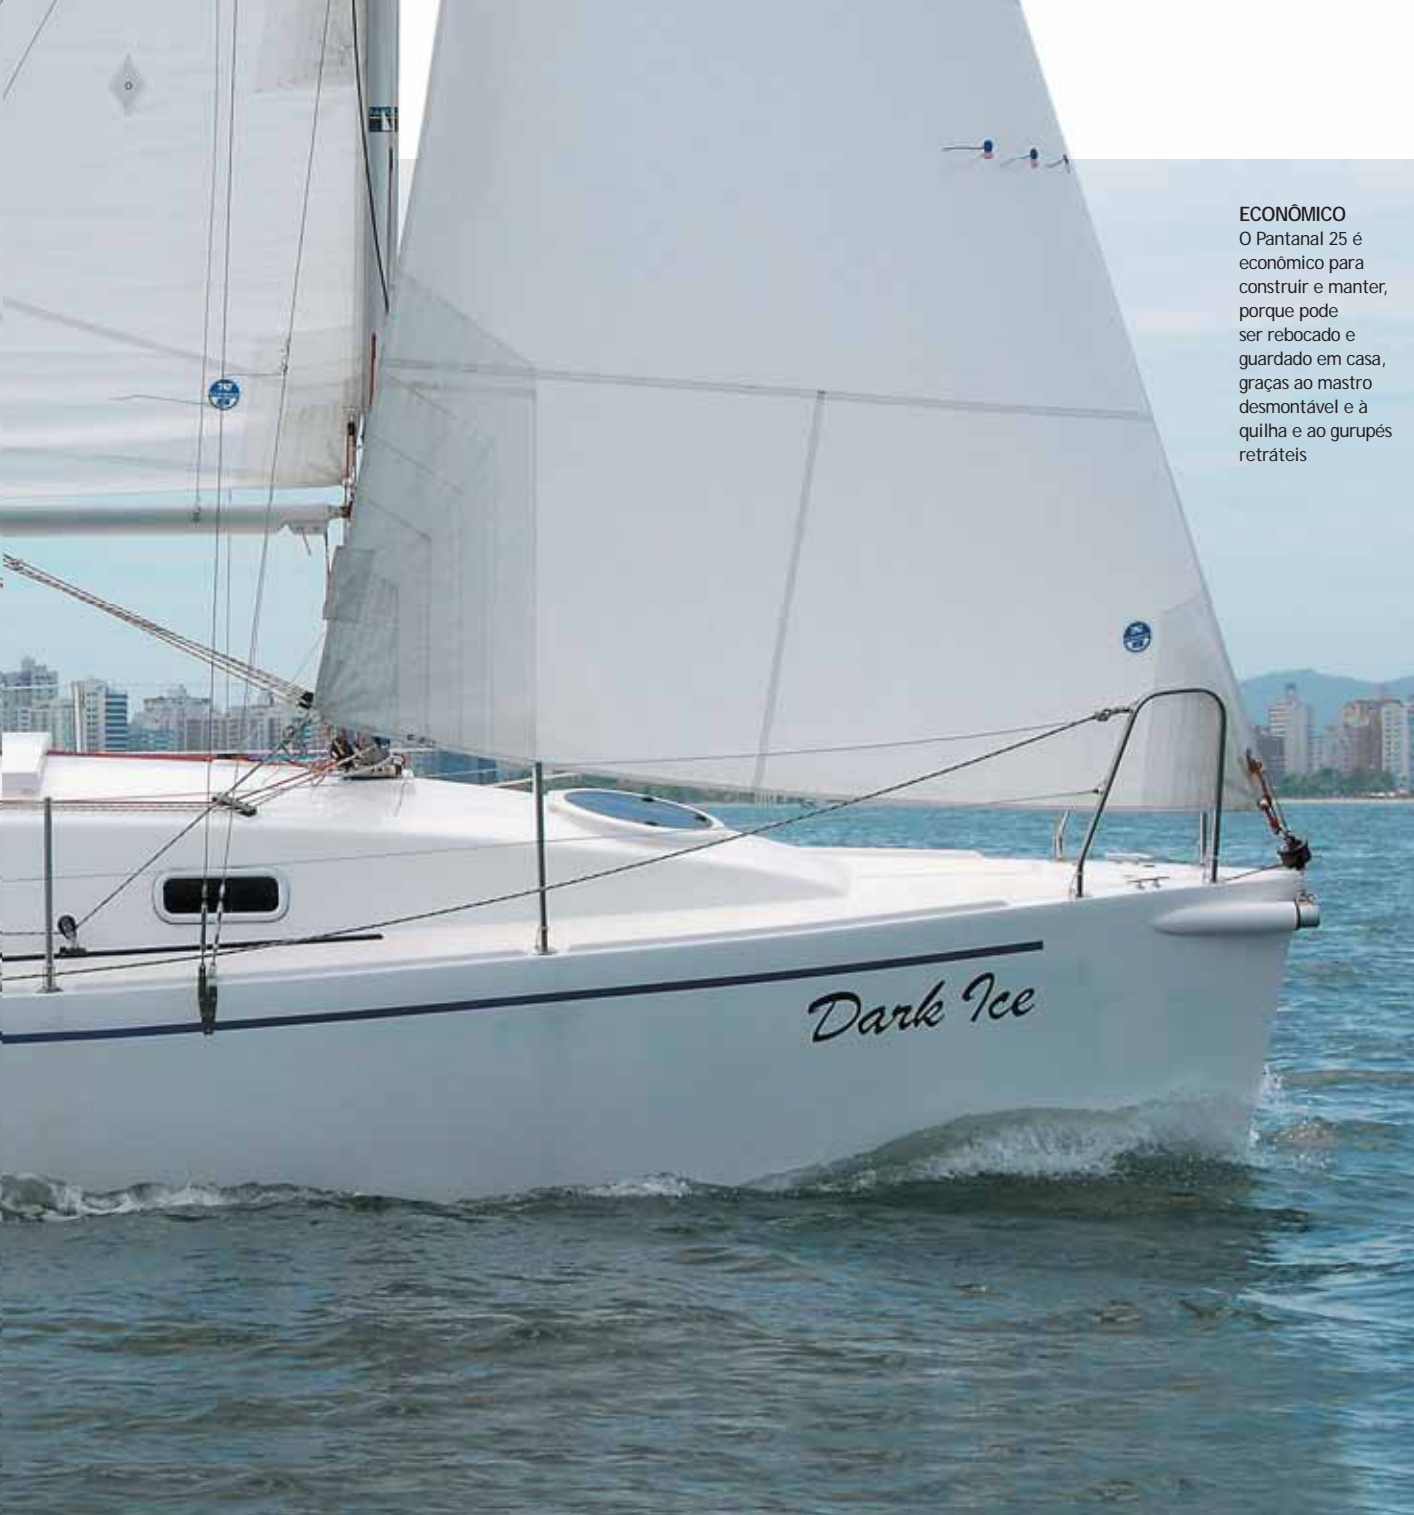 ECONÔMICO
O Pantanal 25 é
econômico para
construir e manter,
porque pode
ser rebocado e
guardado em casa,
graças ao mastro
desmontável e à
quilha e ao gurupés
retráteis
Dark Ice